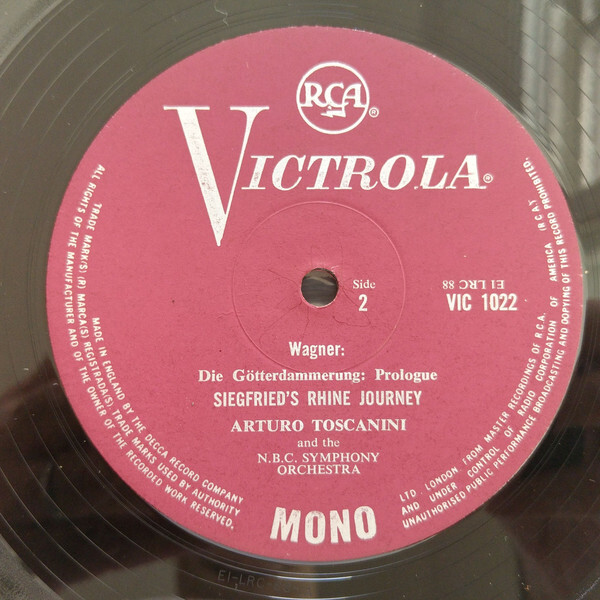 RCA®
VICTROLA®
Side
2
E1 LRC 88
VIC 1022
Wagner:
Die Götterdammerung: Prologue
SIEGFRIED'S RHINE JOURNEY
ARTURO TOSCANINI
and the
N.B.C. SYMPHONY
ORCHESTRA
MONO
TRADE MARK(S) (R) MARCA(S) REGISTRADA(S) TRADE MARKS USED BY AUTHORITY
ALL RIGHTS OF THE MANUFACTURER AND OF THE OWNER OF THE RECORDED WORK RESERVED.
MADE IN ENGLAND BY THE DECCA RECORD COMPANY
LTD LONDON FROM MASTER RECORDINGS OF R.C.A.
AND UNDER CONTROL OF RADIO CORPORATION OF AMERICA (R.C.A.)
UNAUTHORISED PUBLIC PERFORMANCE BROADCASTING AND COPYING OF THIS RECORD PROHIBITED.
E1-LRC-